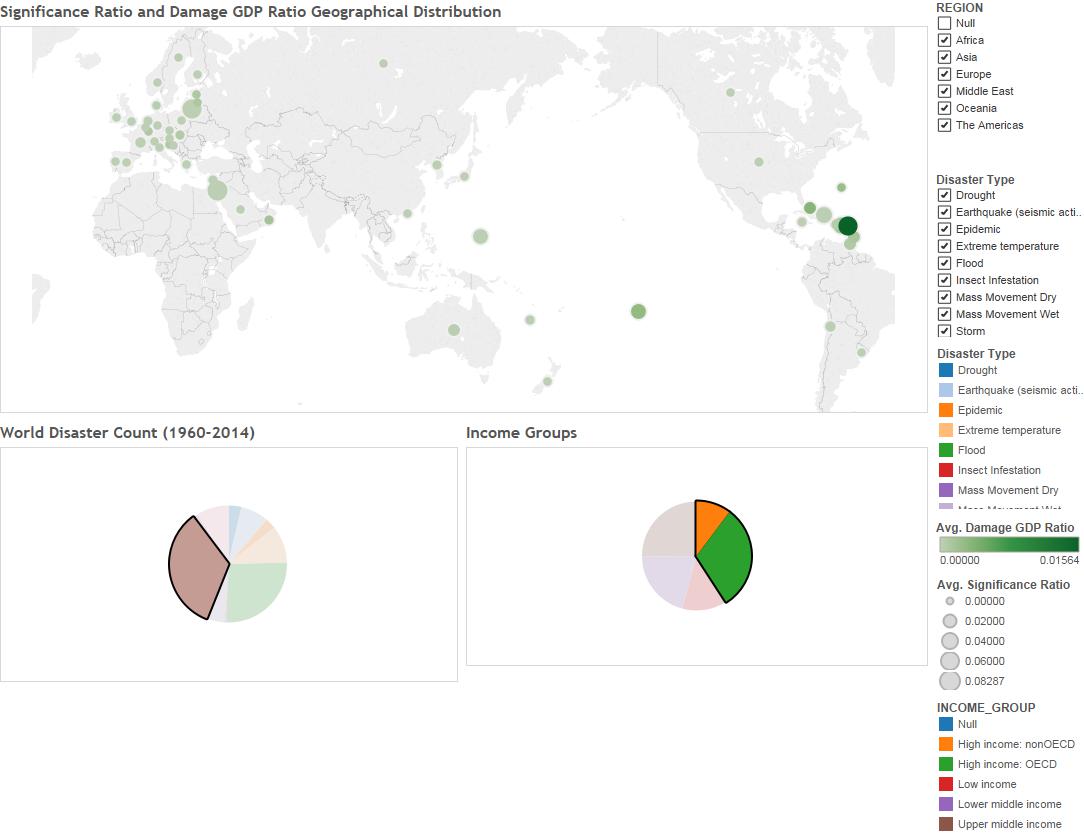 Significance Ratio and Damage GDP Ratio Geographical Distribution
REGION
Null
Africa
Asia
Europe
Middle East
Oceania
The Americas
Disaster Type
Drought
Earthquake (seismic acti..
Epidemic
Extreme temperature
Flood
Insect Infestation
Mass Movement Dry
Mass Movement Wet
Storm
Disaster Type
Drought
Earthquake (seismic acti..
Epidemic
Extreme temperature
Flood
Insect Infestation
Mass Movement Dry
Mass Movement Wet
World Disaster Count (1960-2014)
Income Groups
Avg. Damage GDP Ratio
0.00000 0.01564
Avg. Significance Ratio
0.00000
0.02000
0.04000
0.06000
0.08287
INCOME_GROUP
Null
High income: nonOECD
High income: OECD
Low income
Lower middle income
Upper middle income